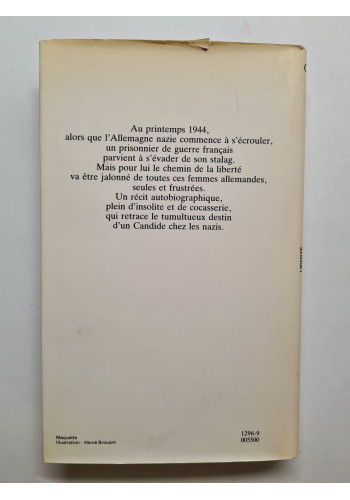 Au printemps 1944,
alors que l'Allemagne nazie commence à s'écrouler,
un prisonnier de guerre français
parvient à s'évader de son stalag.
Mais pour lui le chemin de la liberté
va être jalonné de toutes ces femmes allemandes,
seules et frustrées.
Un récit autobiographique,
plein d'insolite et de cocasserie,
qui retrace le tumultueux destin
d'un Candide chez les nazis.
Maquette
Illustration : Hervé Brouant
1296-9
005500